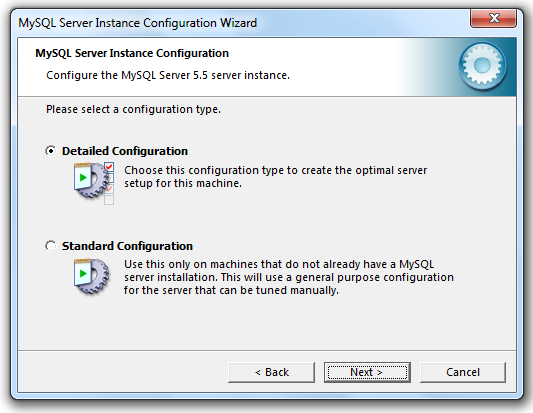 MySQL Server Instance Configuration Wizard
MySQL Server Instance Configuration
Configure the MySQL Server 5.5 server instance.
Please select a configuration type.
Detailed Configuration
Choose this configuration type to create the optimal server
setup for this machine.
Standard Configuration
Use this only on machines that do not already have a MySQL
server installation. This will use a general purpose configuration
for the server that can be tuned manually.
< Back
Next >
Cancel